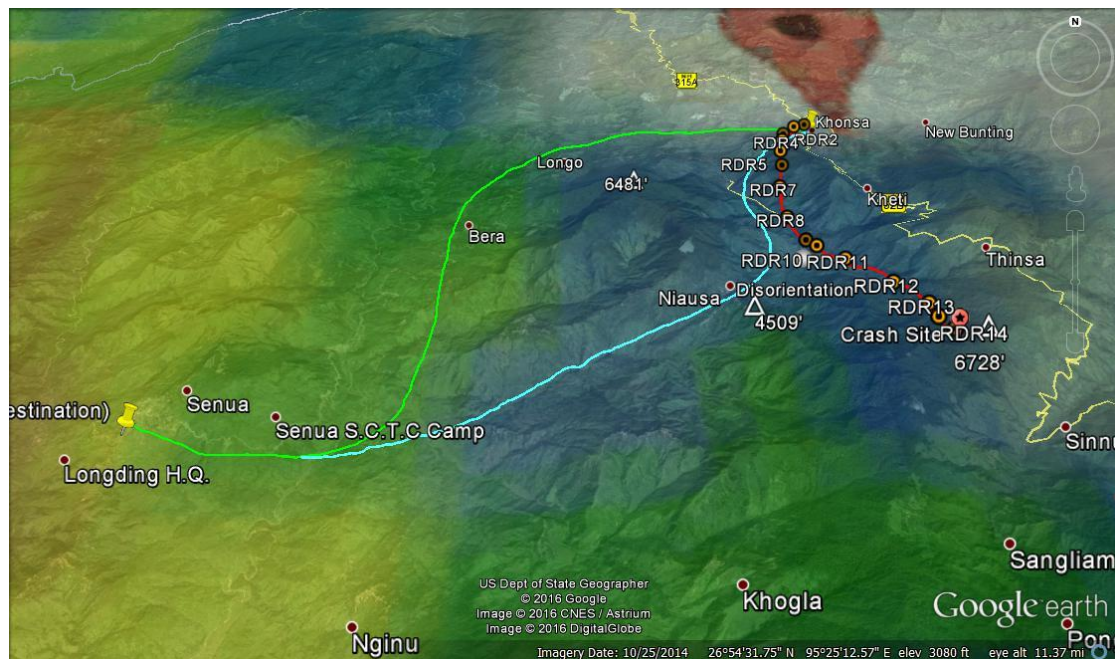 N
315A
Khonsa
New Bunting
RDR4
RDR2
Longo
RDR5
6481'
RDR7
Kheti
RDR8
Bera
RDR10
RDR11
Thinsa
Niausa
Disorientation
RDR12
RDR13
4509'
Crash Site
RDR14
6728'
Senua
estination)
Senua S.C.T.C Camp
Sinnu
Longding H.Q.
Sangliam
US Dept of State Geographer
© 2016 Google
Image © 2016 CNES / Astrium
Image © 2016 DigitalGlobe
Khogla
Google earth
Nginu
Pon
Imagery Date: 10/25/2014 26°54'31.75" N 95°25'12.57" E elev 3080 ft eye alt 11.37 mi